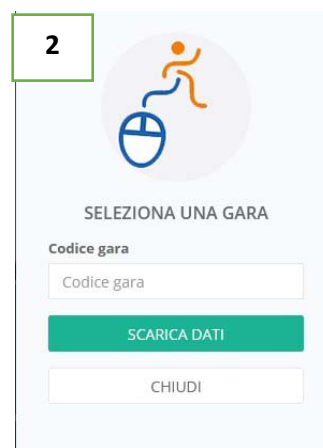 2
SELEZIONA UNA GARA
Codice gara
Codice gara
SCARICA DATI
CHIUDI